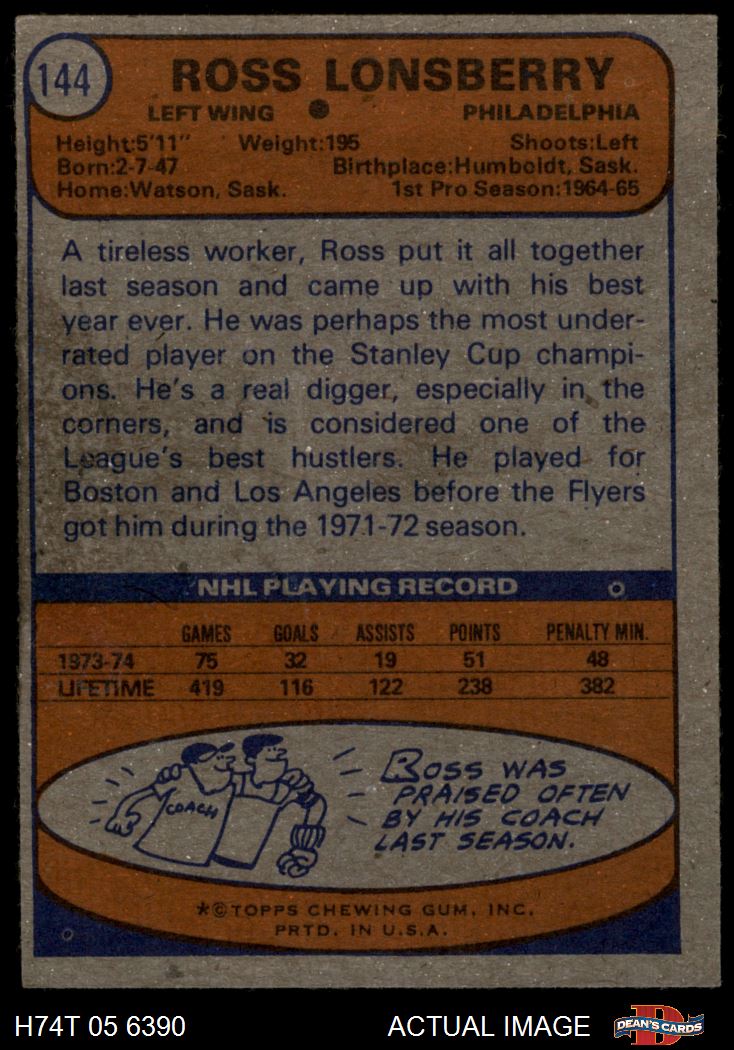 144
ROSS LONSBERRY
LEFT WING ● PHILADELPHIA
Height:5'11" Weight:195 Shoots:Left
Born:2-7-47 Birthplace:Humboldt, Sask.
Home:Watson, Sask. 1st Pro Season:1964-65
A tireless worker, Ross put it all together
last season and came up with his best
year ever. He was perhaps the most under-
rated player on the Stanley Cup champi-
ons. He's a real digger, especially in the
corners, and is considered one of the
League's best hustlers. He played for
Boston and Los Angeles before the Flyers
got him during the 1971-72 season.
NHL PLAYING RECORD
GAMES GOALS ASSISTS POINTS PENALTY MIN.
1973-74 75 32 19 51 48
LIFETIME 419 116 122 238 382
COACH
ROSS WAS
PRAISED OFTEN
BY HIS COACH
LAST SEASON.
*©TOPPS CHEWING GUM, INC.
PRTD. IN U.S.A.
H74T 05 6390 ACTUAL IMAGE
D
DEAN'S CARDS